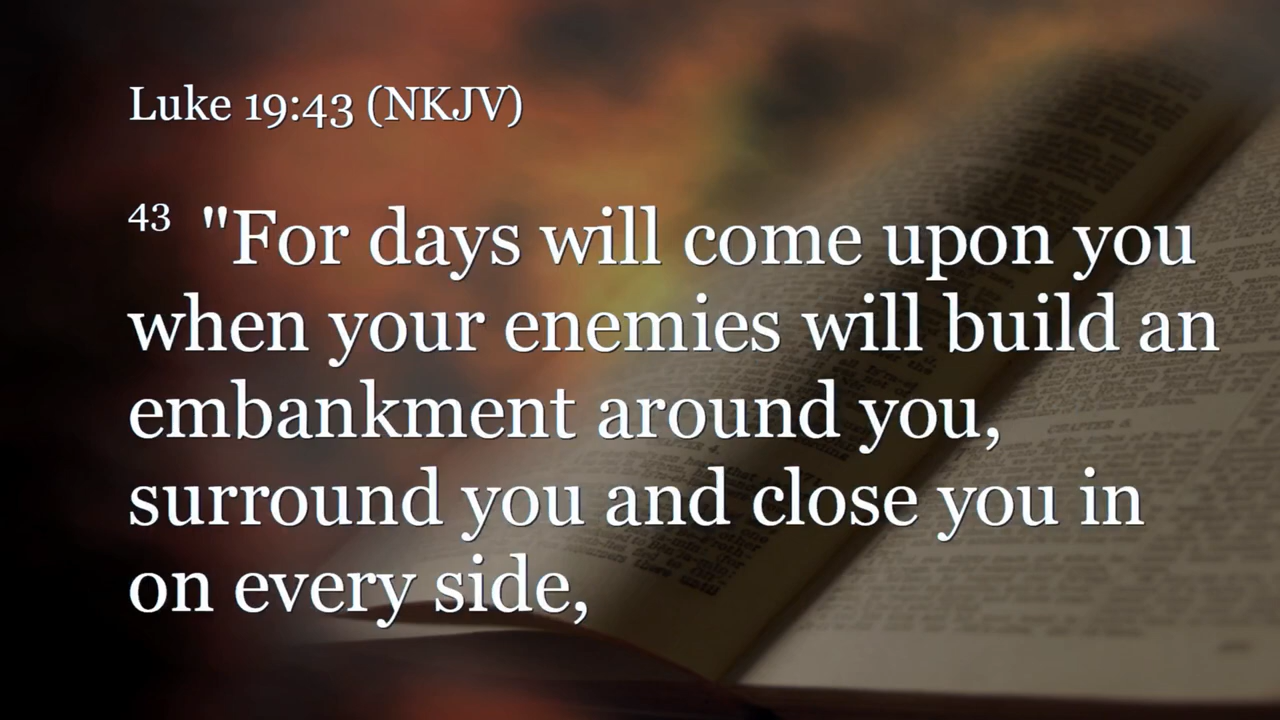 Luke 19:43 (NKJV)
43 "For days will come upon you
when your enemies will build an
embankment around you,
surround you and close you in
on every side,